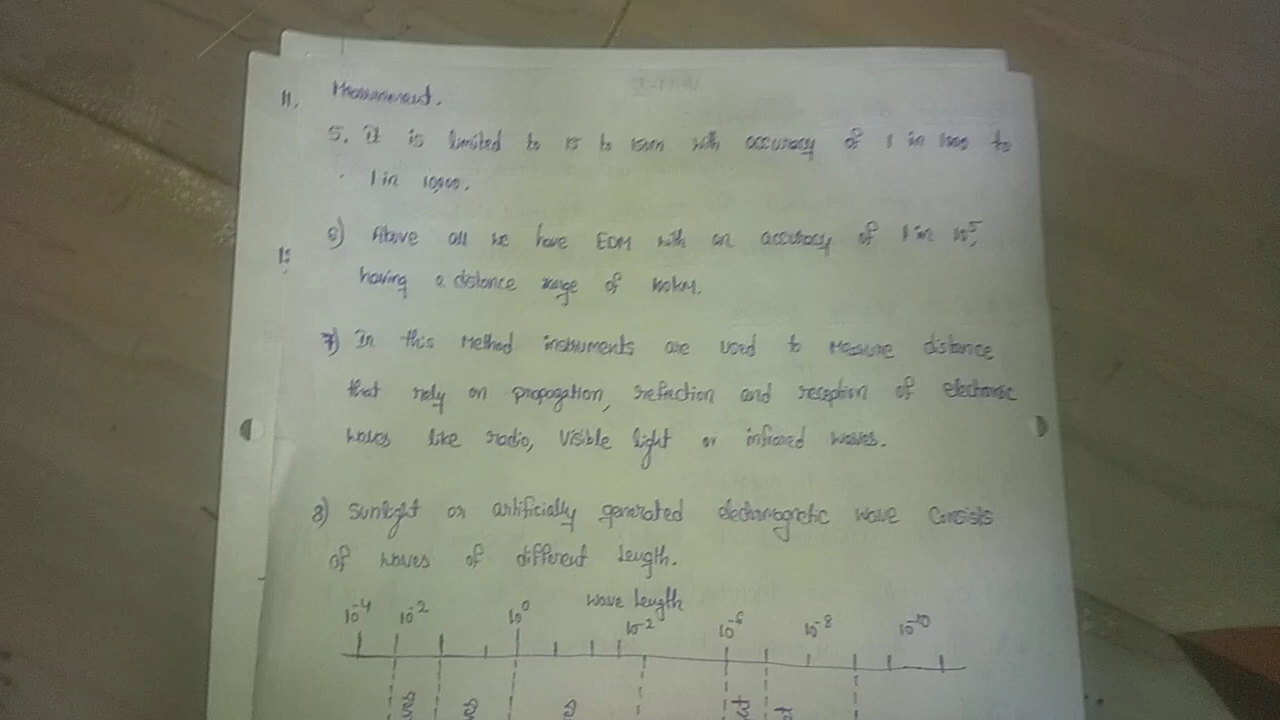 11. Measurement.
5. It is limited to 15 to 150m with accuracy of 1 in 1000 to
1 in 10,000.
6) Above all we have EDM with an accuracy of 1 in 10⁵,
having a distance range of 100km.
7) In this Method instruments are used to Measure distance
that rely on propagation, reflection and reception of electronic
waves like radio, Visible light or infrared waves.
8) Sunlight or artificially generated electromagnetic wave Consists
of waves of different Length.
wave Length
10⁻⁴ 10⁻² 10⁰ 10⁻² 10⁻⁶ 10⁻⁸ 10⁻¹⁰